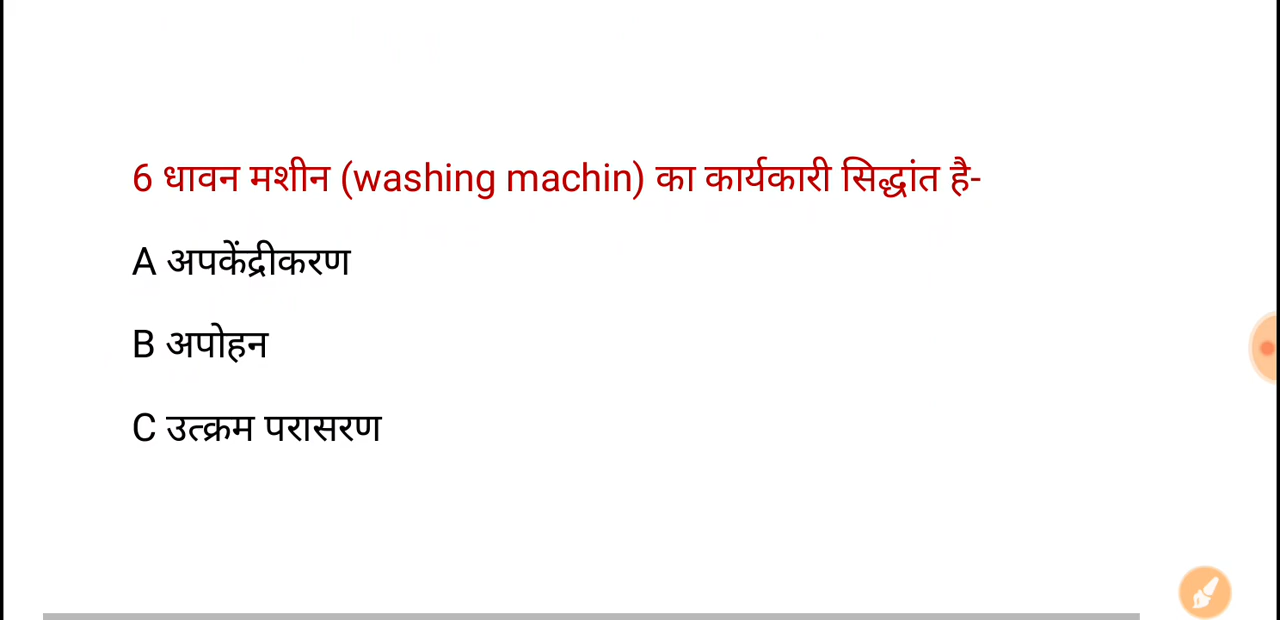 6 धावन मशीन (washing machin) का कार्यकारी सिद्धांत है-
A अपकेंद्रीकरण
B अपोहन
C उत्क्रम परासरण